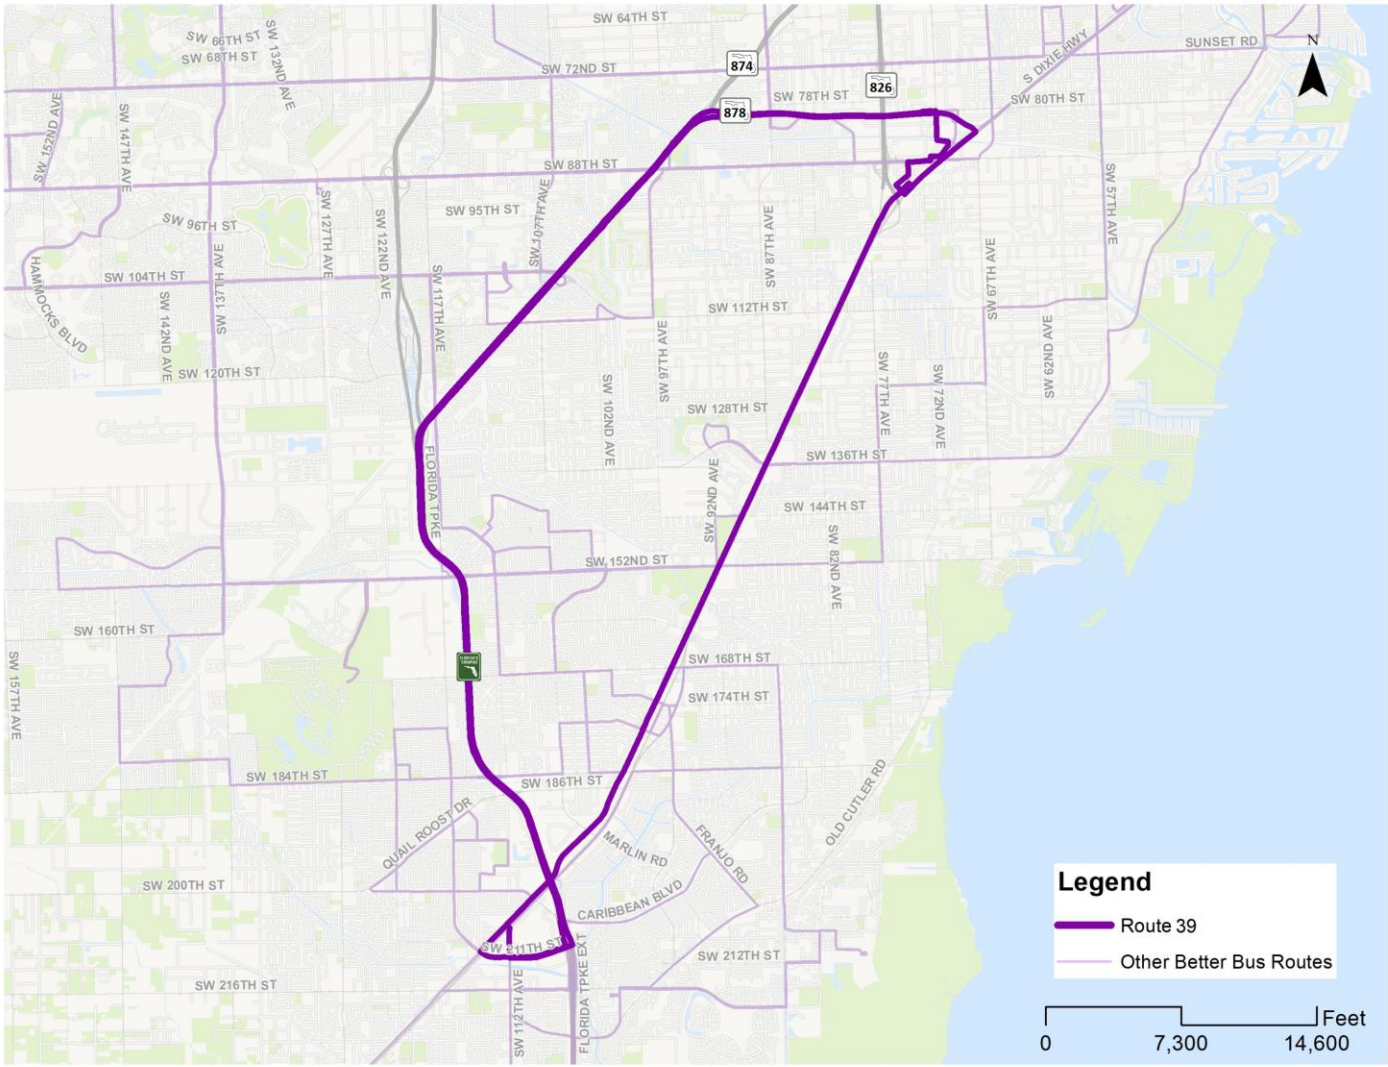 SW 64TH ST
SW 66TH ST
SW 68TH ST
SW 132ND AVE
SUNSET RD
N
SW 72ND ST
874
S DIXIE HWY
826
SW 78TH ST
SW 80TH ST
878
SW 152ND AVE
SW 147TH AVE
SW 88TH ST
SW 57TH AVE
SW 95TH ST
SW 107TH AVE
SW 96TH ST
SW 127TH AVE
SW 122ND AVE
SW 87TH AVE
SW 67TH AVE
HAMMOCKS BLVD
SW 104TH ST
SW 137TH AVE
SW 142ND AVE
SW 117TH AVE
SW 112TH ST
SW 97TH AVE
SW 62ND AVE
SW 120TH ST
SW 102ND AVE
SW 77TH AVE
SW 72ND AVE
SW 128TH ST
SW 136TH ST
FLORIDA TPKE
SW 92ND AVE
SW 144TH ST
SW 152ND ST
SW 82ND AVE
SW 160TH ST
SW 157TH AVE
SW 168TH ST
SW 174TH ST
SW 184TH ST
SW 186TH ST
QUAIL ROOST DR
OLD CUTLER RD
MARLIN RD
FRANJO RD
SW 200TH ST
CARIBBEAN BLVD
SW 211TH ST
SW 212TH ST
SW 216TH ST
SW 112TH AVE
FLORIDA TPKE EXT
Legend
Route 39
Other Better Bus Routes
Feet
0 7,300 14,600